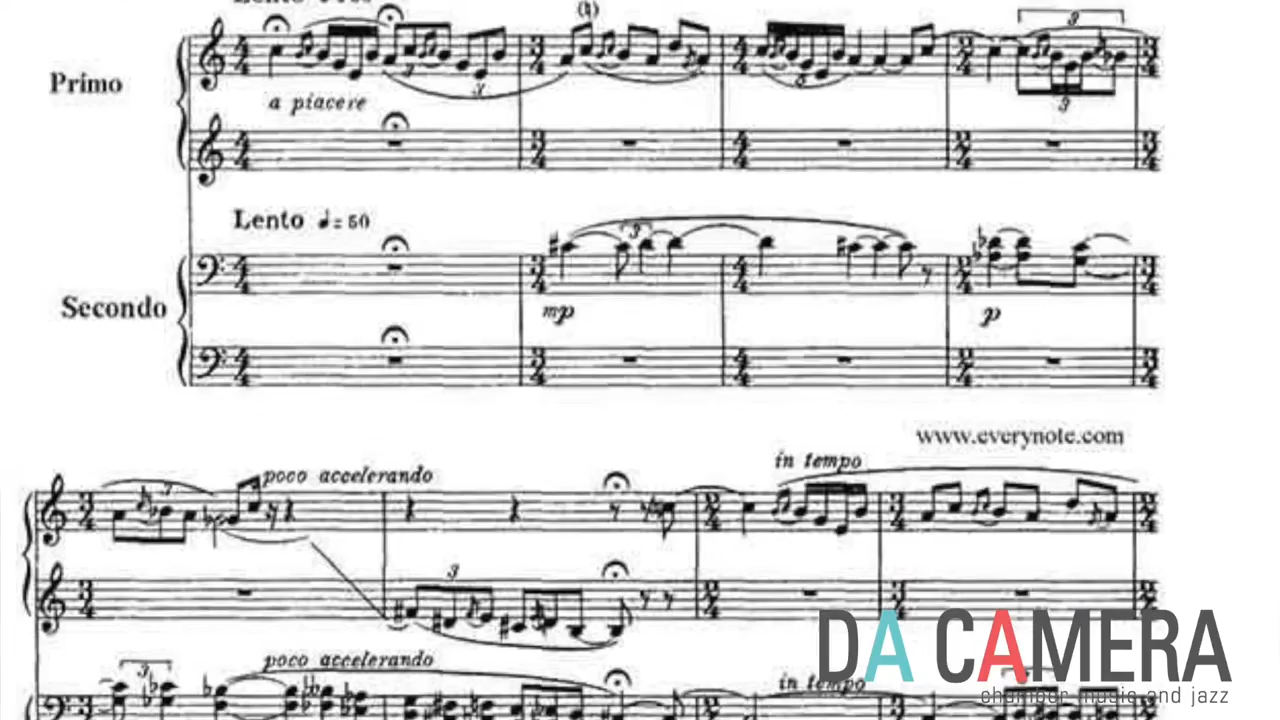 Primo
a piacere
Lento ♩= 50
Secondo
mp
p
www.everynote.com
poco accelerando
in tempo
poco accelerando
in tempo
DA CAMERA
chamber music and jazz